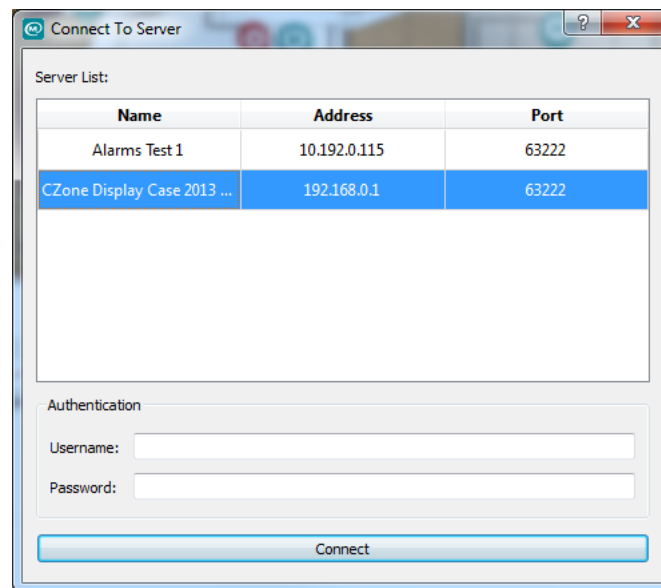 Connect To Server
Server List:
Name Address Port
Alarms Test 1 10.192.0.115 63222
CZone Display Case 2013 ... 192.168.0.1 63222
Authentication
Username:
Password:
Connect